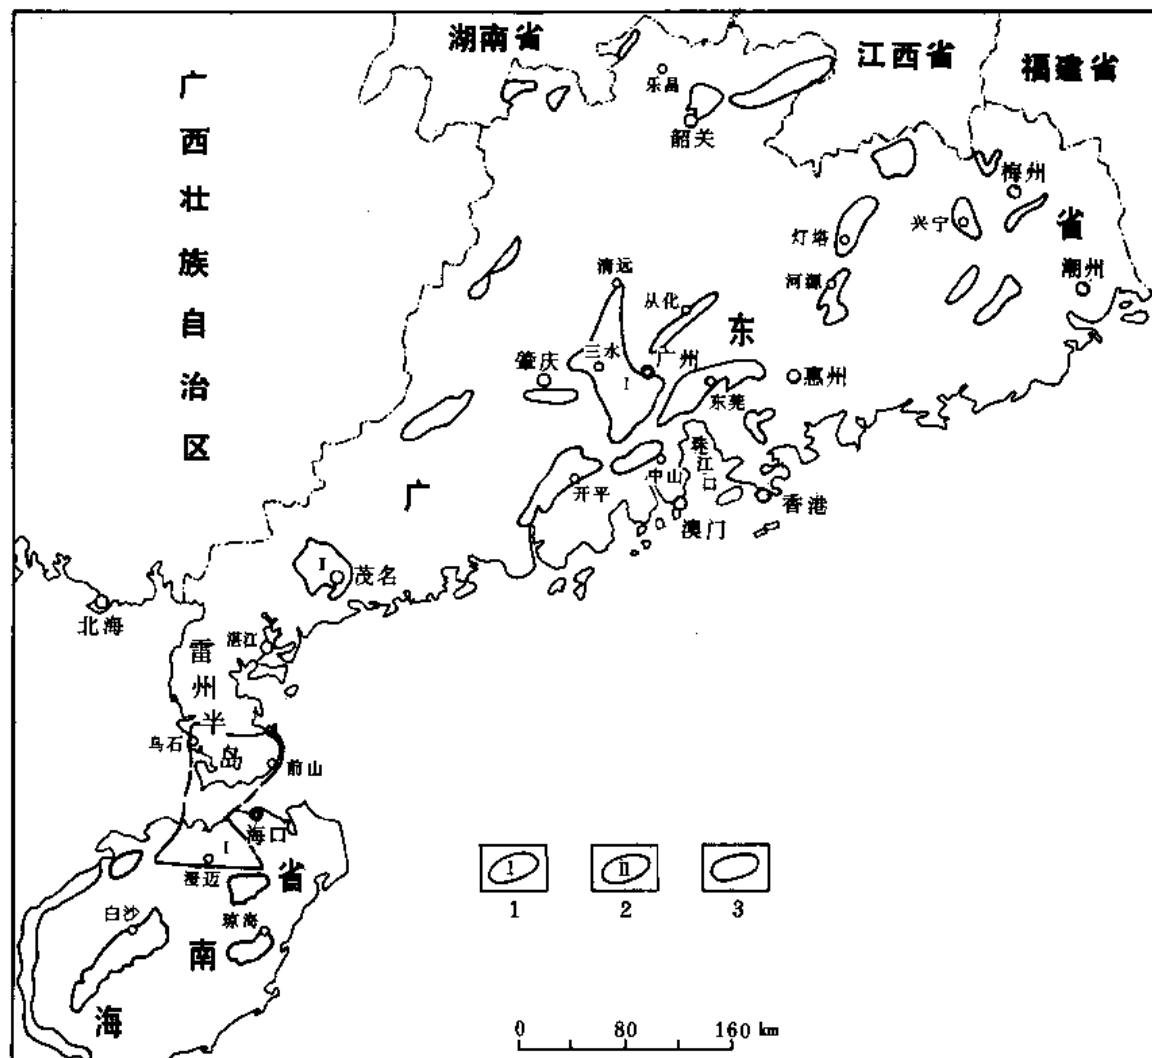 湖南省
江西省
福建省
广西壮族自治区
乐昌
韶关
梅州
兴宁
省
灯塔
潮州
清远
河源
从化
东
三水
广州
肇庆
I
惠州
东莞
珠江口
中山
开平
香港
广
澳门
I
茂名
北海
湛江
雷州半岛
乌石
前山
海口
I
省
澄迈
白沙
琼海
南
海
I
II
1
2
3
0
80
160 km